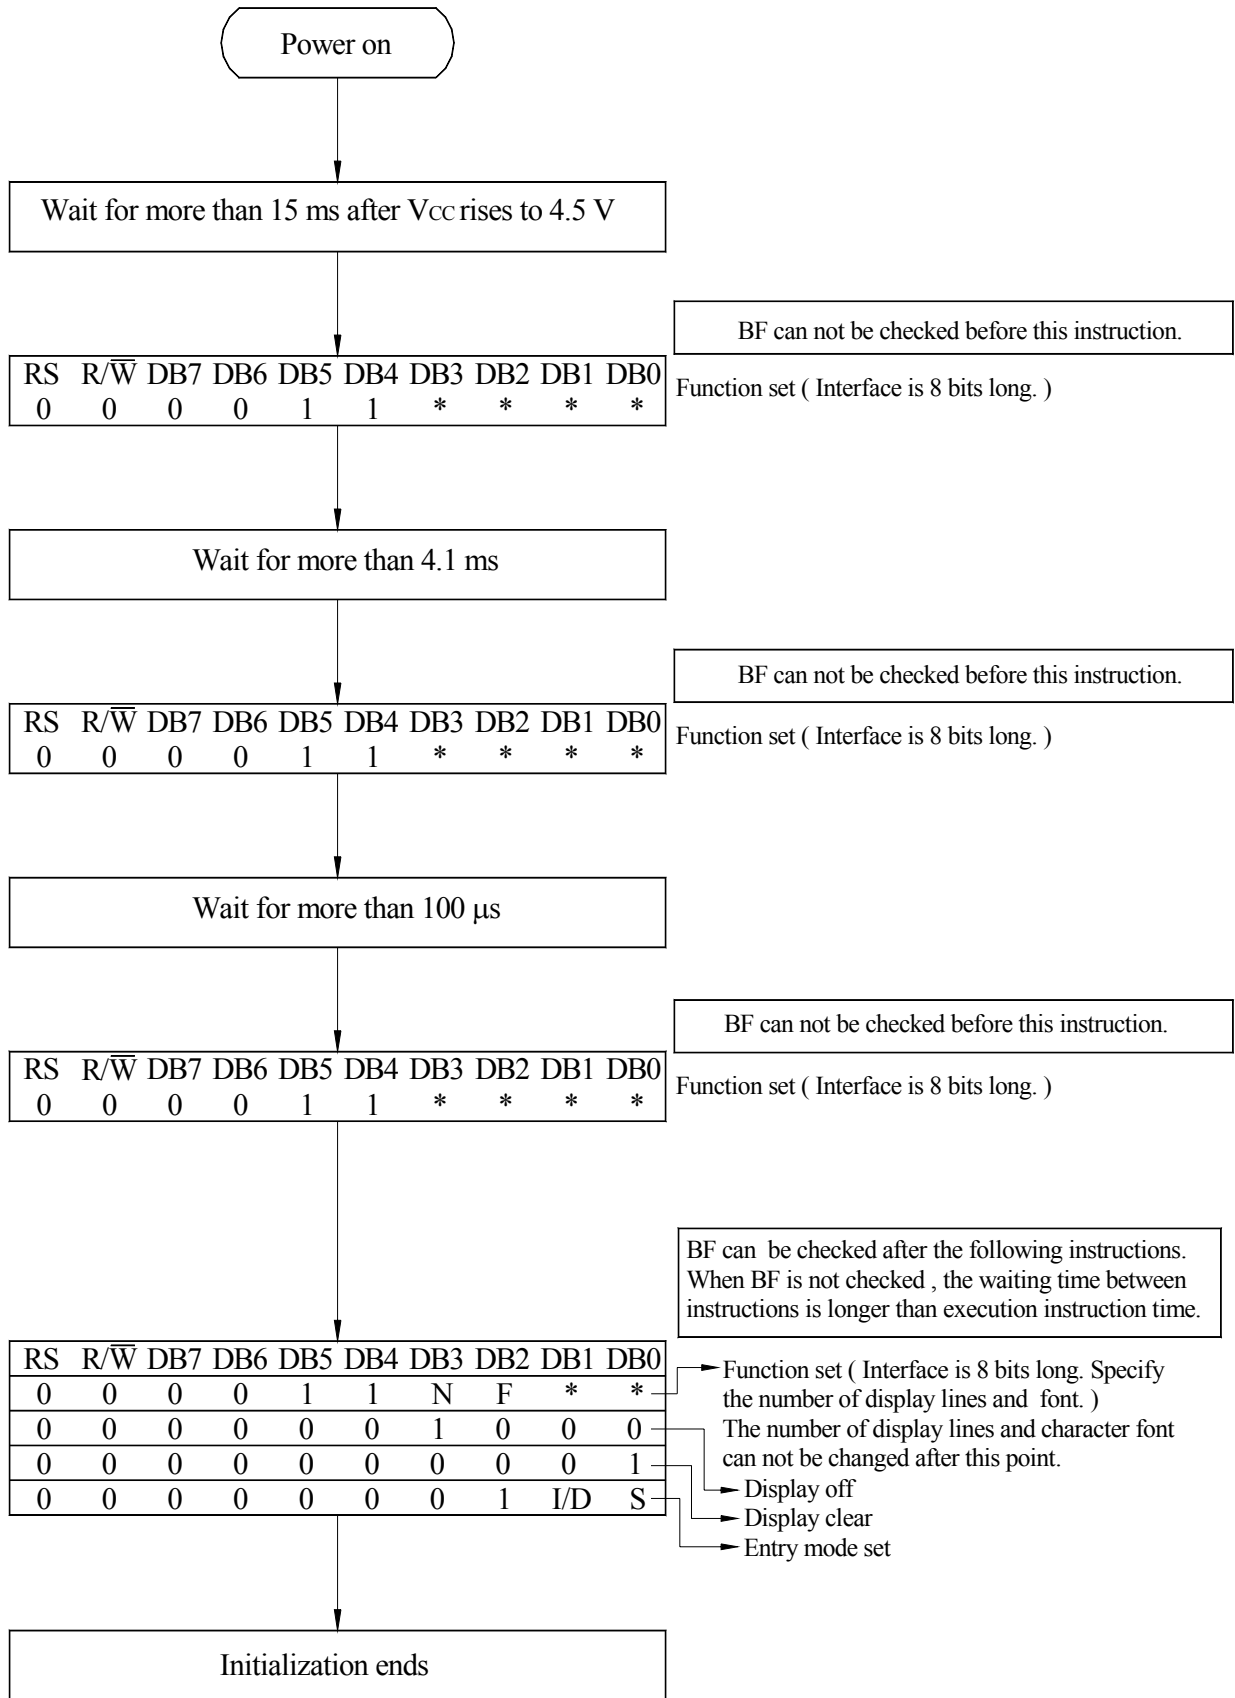 Power on
Wait for more than 15 ms after VCC rises to 4.5 V
BF can not be checked before this instruction.
RS R/W̅ DB7 DB6 DB5 DB4 DB3 DB2 DB1 DB0
0 0 0 0 1 1 * * * *
Function set ( Interface is 8 bits long. )
Wait for more than 4.1 ms
BF can not be checked before this instruction.
RS R/W̅ DB7 DB6 DB5 DB4 DB3 DB2 DB1 DB0
0 0 0 0 1 1 * * * *
Function set ( Interface is 8 bits long. )
Wait for more than 100 μs
BF can not be checked before this instruction.
RS R/W̅ DB7 DB6 DB5 DB4 DB3 DB2 DB1 DB0
0 0 0 0 1 1 * * * *
Function set ( Interface is 8 bits long. )
BF can be checked after the following instructions.
When BF is not checked , the waiting time between
instructions is longer than execution instruction time.
RS R/W̅ DB7 DB6 DB5 DB4 DB3 DB2 DB1 DB0
0 0 0 0 1 1 N F * *
0 0 0 0 0 0 1 0 0 0
0 0 0 0 0 0 0 0 0 1
0 0 0 0 0 0 0 1 I/D S
Function set ( Interface is 8 bits long. Specify
the number of display lines and font. )
The number of display lines and character font
can not be changed after this point.
Display off
Display clear
Entry mode set
Initialization ends